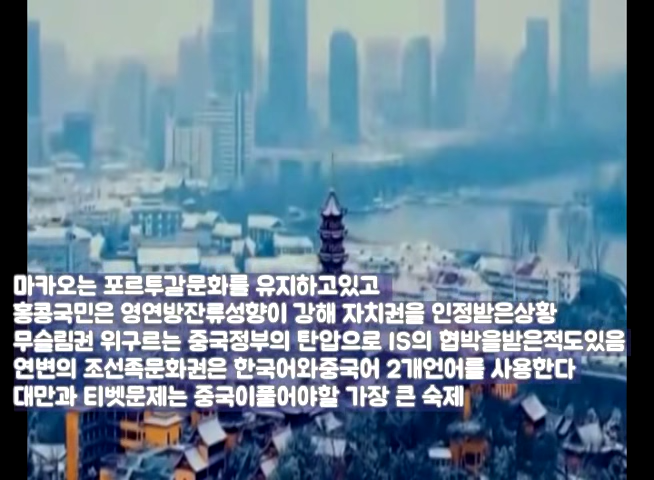 마카오는 포르투갈문화를 유지하고있고
홍콩국민은 영연방잔류성향이 강해 자치권을 인정받은상황
무슬림권 위구르는 중국정부의 탄압으로 IS의 협박을받은적도있음
연변의 조선족문화권은 한국어와중국어 2개언어를 사용한다
대만과 티벳문제는 중국이풀어야할 가장 큰 숙제